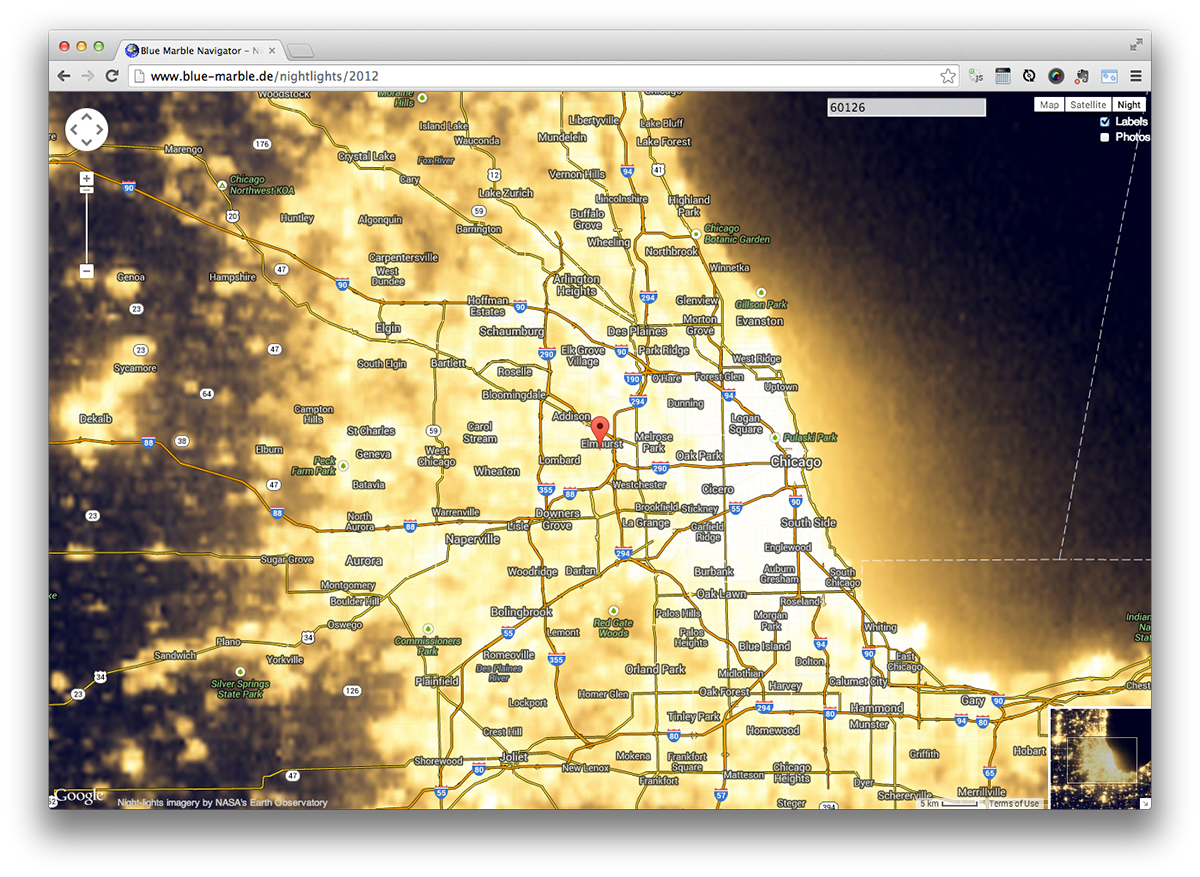 Blue Marble Navigator – Ni
www.blue-marble.de/nightlights/2012
60126
Map
Satellite
Night
Labels
Photos
Woodstock
Moraine
Hills
Chicago
Island Lake
Wauconda
Libertyville
Mundelein
Lake Bluff
Lake Forest
Marengo
176
Crystal Lake
Fox River
Cary
12
Vernon Hills
94
41
90
Chicago
Northwest KOA
Lake Zurich
Lincolnshire
Highland
Park
20
Huntley
Algonquin
59
Barrington
Buffalo
Grove
Wheeling
Chicago
Botanic Garden
Northbrook
Winnetka
Carpentersville
West
Dundee
Genoa
Hampshire
47
90
Arlington
Heights
294
Glenview
Gillson Park
23
Hoffman
Estates
90
Morton
Grove
Evanston
Elgin
Schaumburg
Des Plaines
23
47
290
Elk Grove
Village
90
Park Ridge
West Ridge
Sycamore
South Elgin
Bartlett
Roselle
190
O'Hare
Forest Glen
Uptown
64
Bloomingdale
294
Dunning
94
Dekalb
Campton
Hills
Addison
Logan
Square
88
38
St Charles
59
Carol
Stream
Elmhurst
Melrose
Park
Pulaski Park
Elburn
Geneva
West
Chicago
Lombard
Oak Park
Chicago
Peck
Farm Park
Wheaton
290
47
Batavia
355
88
Westchester
Cicero
90
23
88
North
Aurora
88
Warrenville
Lisle
Downers
Grove
Brookfield
Stickney
55
La Grange
Garfield
Ridge
South Side
Naperville
294
Englewood
Sugar Grove
Aurora
Woodridge
Darien
Burbank
Auburn
Gresham
South
Chicago
Montgomery
Boulder Hill
Oak Lawn
Roseland
Oswego
Bolingbrook
Red Gate
Woods
Palos Hills
Morgan
Park
Whiting
Indian
Na
Stat
Plano
34
Commissioners
Park
55
Lemont
Palos
Heights
Blue Island
94
90
Sandwich
Yorkville
Romeoville
355
Des Plaines
River
Orland Park
Dolton
East
Chicago
34
23
Silver Springs
State Park
126
Plainfield
Lockport
Homer Glen
Midlothian
Oak Forest
Harvey
Calumet City
Chest
294
80
Hammond
Munster
Gary
90
94
80
Crest Hill
Tinley Park
80
Homewood
Griffith
Hobart
Shorewood
Joliet
80
New Lenox
Mokena
Frankfort
Square
Frankfort
Matteson
Chicago
Heights
Dyer
65
47
55
57
Steger
394
Schererville
Merrillville
Google
Night-lights imagery by NASA's Earth Observatory
5 km
Terms of Use